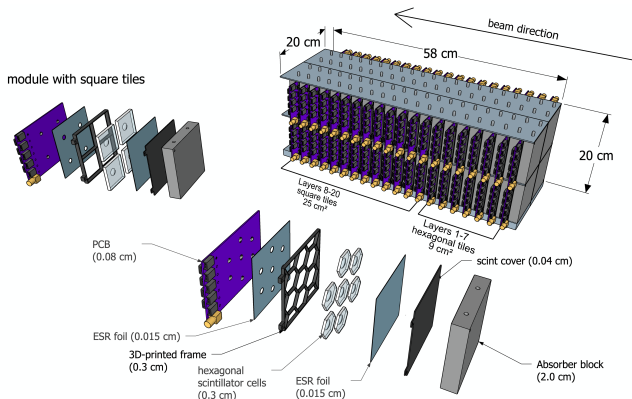 beam direction
20 cm
58 cm
module with square tiles
20 cm
Layers 8-20
square tiles
25 cm²
Layers 1-7
hexagonal tiles
9 cm²
PCB
(0.08 cm)
scint cover (0.04 cm)
ESR foil (0.015 cm)
3D-printed frame
(0.3 cm)
hexagonal
scintillator cells
(0.3 cm)
ESR foil
(0.015 cm)
Absorber block
(2.0 cm)